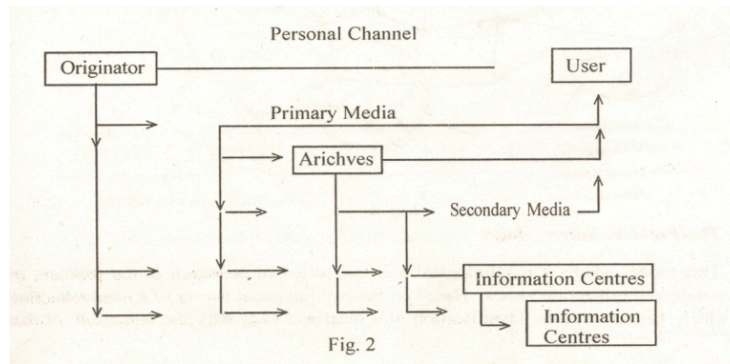 Personal Channel
Originator
User
Primary Media
Arichves
Secondary Media
Information Centres
Information
Centres
Fig. 2